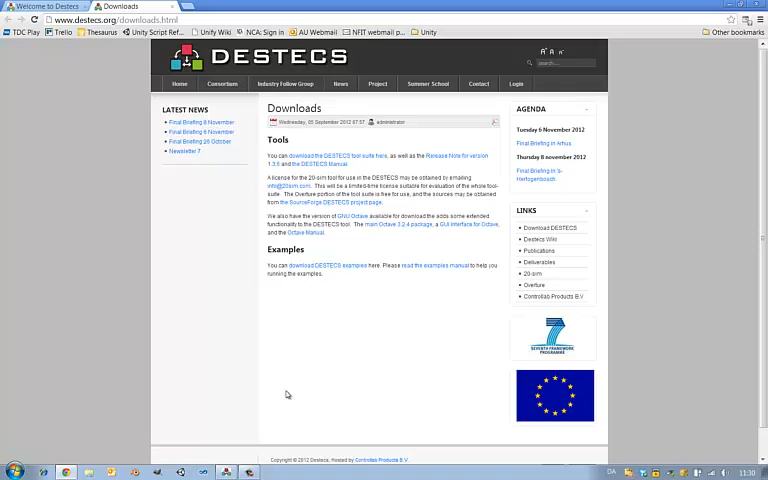 Welcome to Destecs
Downloads
www.destecs.org/downloads.html
TDC Play
Trello
Thesaurus
Unity Script Ref...
Unify Wiki
NCA: Sign in
AU Webmail
NFIT webmail p...
Unity
Other bookmarks
DESTECS
A A A
search...
Home
Consortium
Industry Follow Group
News
Project
Summer School
Contact
Login
LATEST NEWS
Final Briefing 8 November
Final Briefing 6 November
Final Briefing 26 October
Newsletter 7
Downloads
Wednesday, 05 September 2012 07:57
administrator
Tools
You can download the DESTECS tool suite here, as well as the Release Note for version
1.3.6 and the DESTECS Manual.
A license for the 20-sim tool for use in the DESTECS may be obtained by emailing
info@20sim.com. This will be a limited-time license suitable for evaluation of the whole tool-
suite. The Overture portion of the tool suite is free for use, and the sources may be obtained
from the SourceForge DESTECS project page.
We also have the version of GNU Octave available for download the adds some extended
functionality to the DESTECS tool. The main Octave 3.2.4 package, a GUI Interface for Octave,
and the Octave Manual.
Examples
You can download DESTECS examples here. Please read the examples manual to help you
running the examples.
AGENDA
Tuesday 6 November 2012
Final Briefing in Arhus
Thursday 8 november 2012
Final Briefing in 's-
Hertogenbosch
LINKS
Download DESTECS
Destecs Wiki
Publications
Deliverables
20-sim
Overture
Controllab Products B.V.
SEVENTH FRAMEWORK
PROGRAMME
Copyright © 2012 Destecs, Hosted by Controllab Products B.V.
DA
11:30